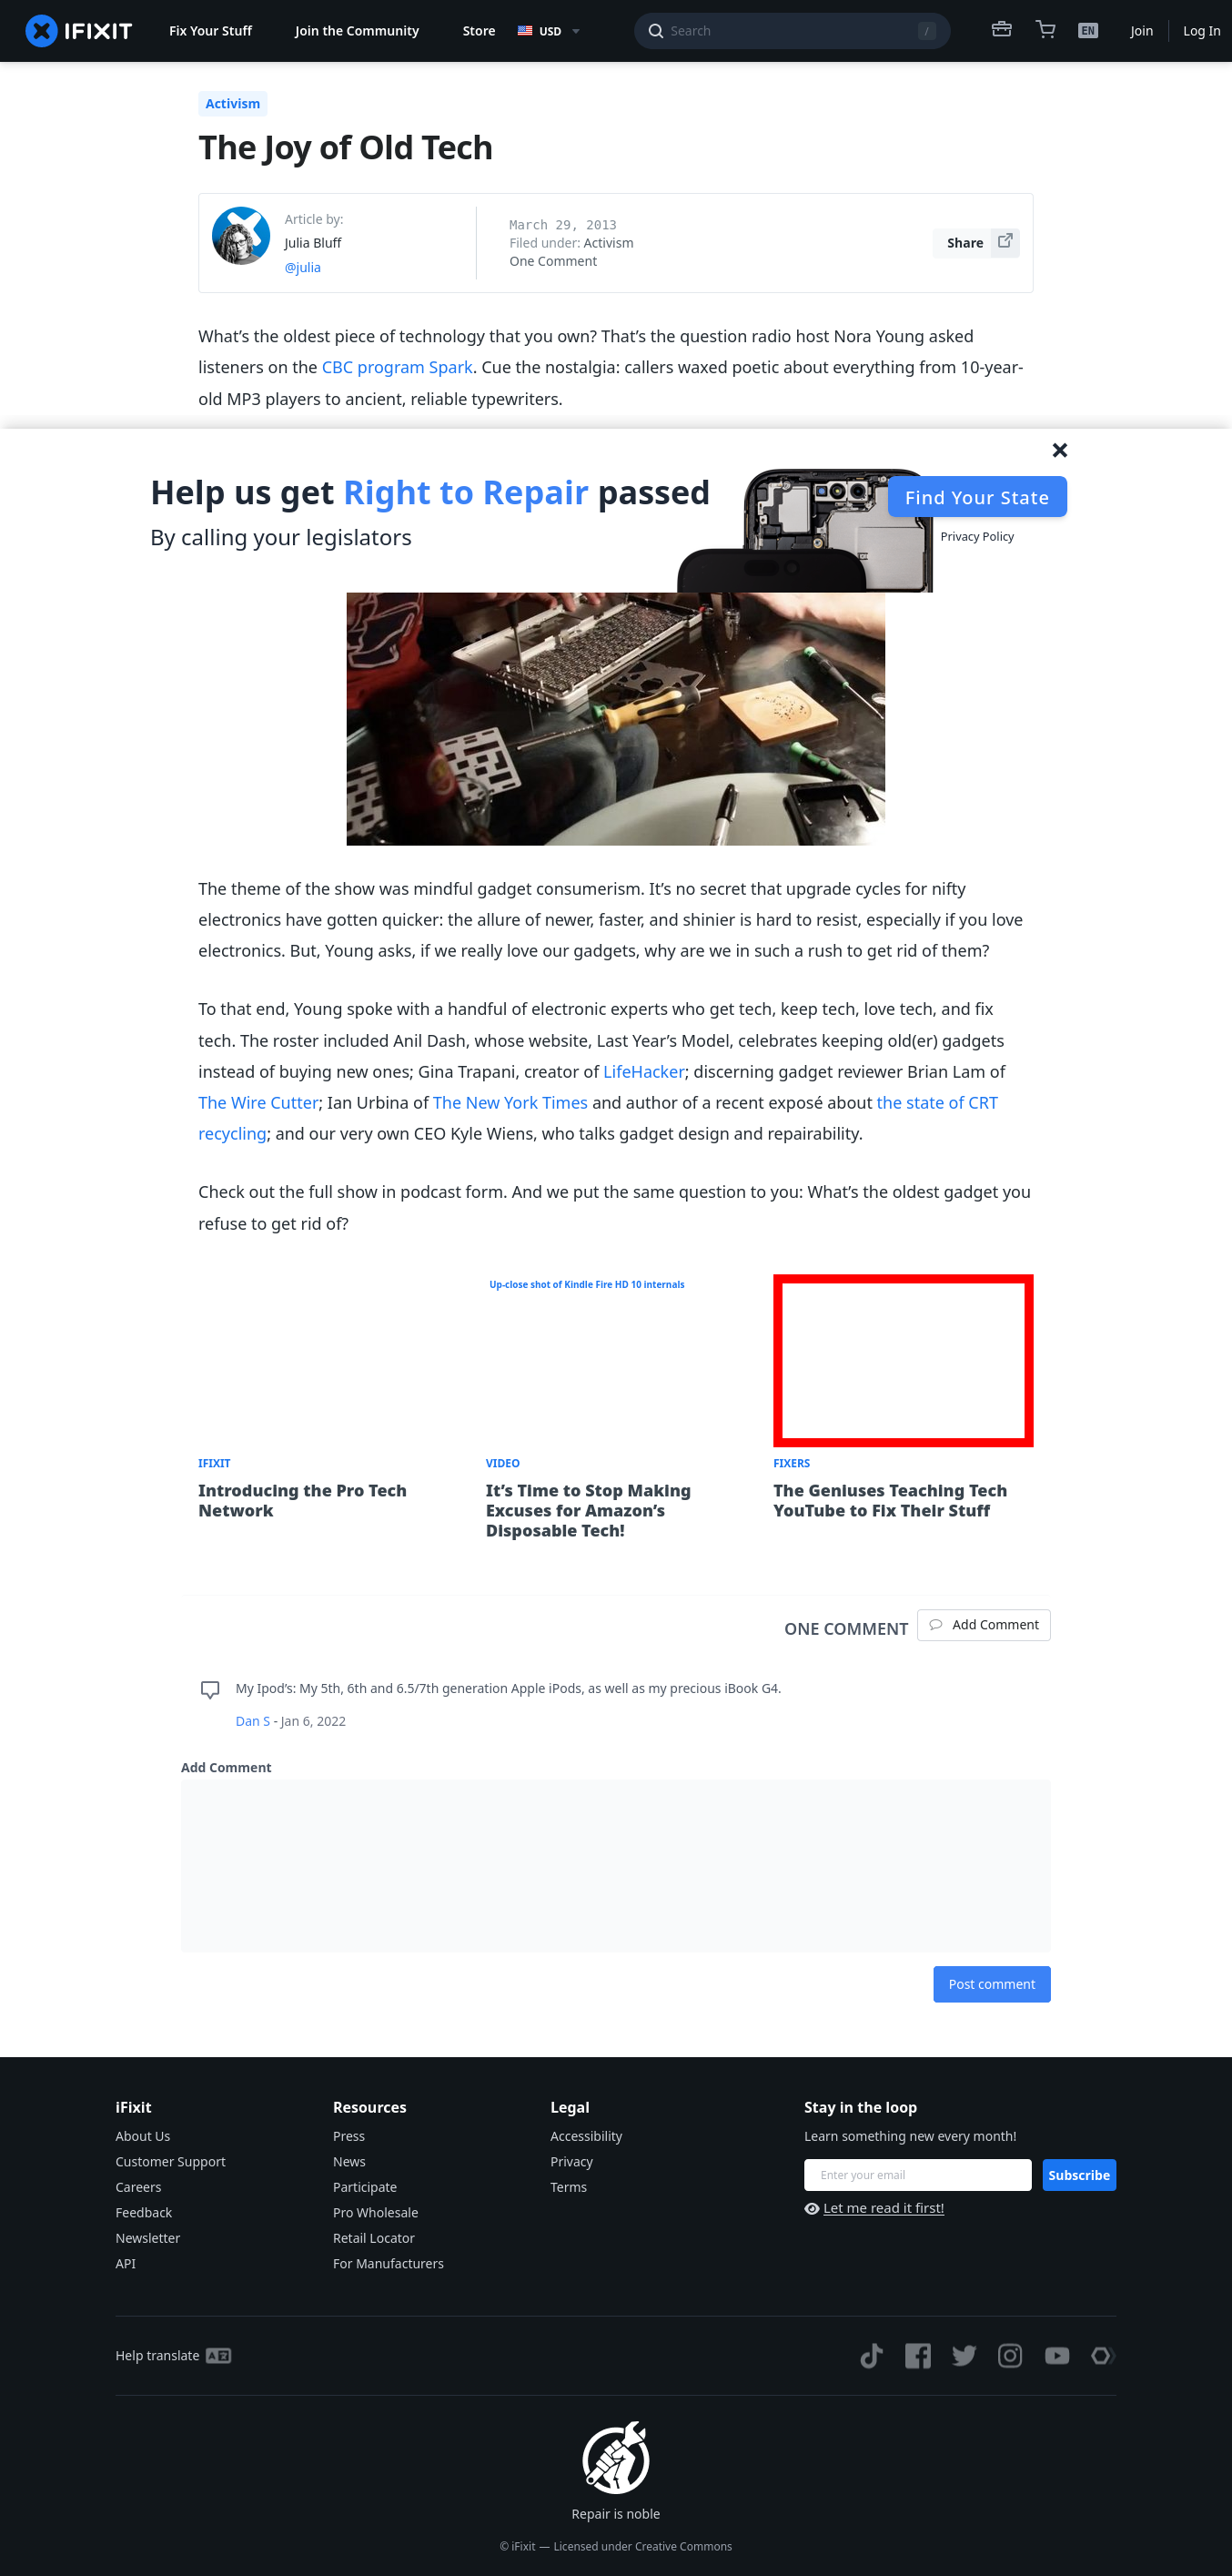 IFIXIT
Fix Your Stuff
Join the Community
Store
USD
Search
/
EN
Join
Log In
Activism
The Joy of Old Tech
Article by:
Julia Bluff
@julia
March 29, 2013
Filed under: Activism
One Comment
Share
What’s the oldest piece of technology that you own? That’s the question radio host Nora Young asked
listeners on the CBC program Spark. Cue the nostalgia: callers waxed poetic about everything from 10-year-
old MP3 players to ancient, reliable typewriters.
Help us get Right to Repair passed
By calling your legislators
Find Your State
Privacy Policy
The theme of the show was mindful gadget consumerism. It’s no secret that upgrade cycles for nifty
electronics have gotten quicker: the allure of newer, faster, and shinier is hard to resist, especially if you love
electronics. But, Young asks, if we really love our gadgets, why are we in such a rush to get rid of them?
To that end, Young spoke with a handful of electronic experts who get tech, keep tech, love tech, and fix
tech. The roster included Anil Dash, whose website, Last Year’s Model, celebrates keeping old(er) gadgets
instead of buying new ones; Gina Trapani, creator of LifeHacker; discerning gadget reviewer Brian Lam of
The Wire Cutter; Ian Urbina of The New York Times and author of a recent exposé about the state of CRT
recycling; and our very own CEO Kyle Wiens, who talks gadget design and repairability.
Check out the full show in podcast form. And we put the same question to you: What’s the oldest gadget you
refuse to get rid of?
Up-close shot of Kindle Fire HD 10 internals
IFIXIT
Introducing the Pro Tech
Network
VIDEO
It’s Time to Stop Making
Excuses for Amazon’s
Disposable Tech!
FIXERS
The Geniuses Teaching Tech
YouTube to Fix Their Stuff
ONE COMMENT
Add Comment
My Ipod’s: My 5th, 6th and 6.5/7th generation Apple iPods, as well as my precious iBook G4.
Dan S - Jan 6, 2022
Add Comment
Post comment
iFixit
About Us
Customer Support
Careers
Feedback
Newsletter
API
Resources
Press
News
Participate
Pro Wholesale
Retail Locator
For Manufacturers
Legal
Accessibility
Privacy
Terms
Stay in the loop
Learn something new every month!
Enter your email
Subscribe
Let me read it first!
Help translate
Repair is noble
© iFixit — Licensed under Creative Commons